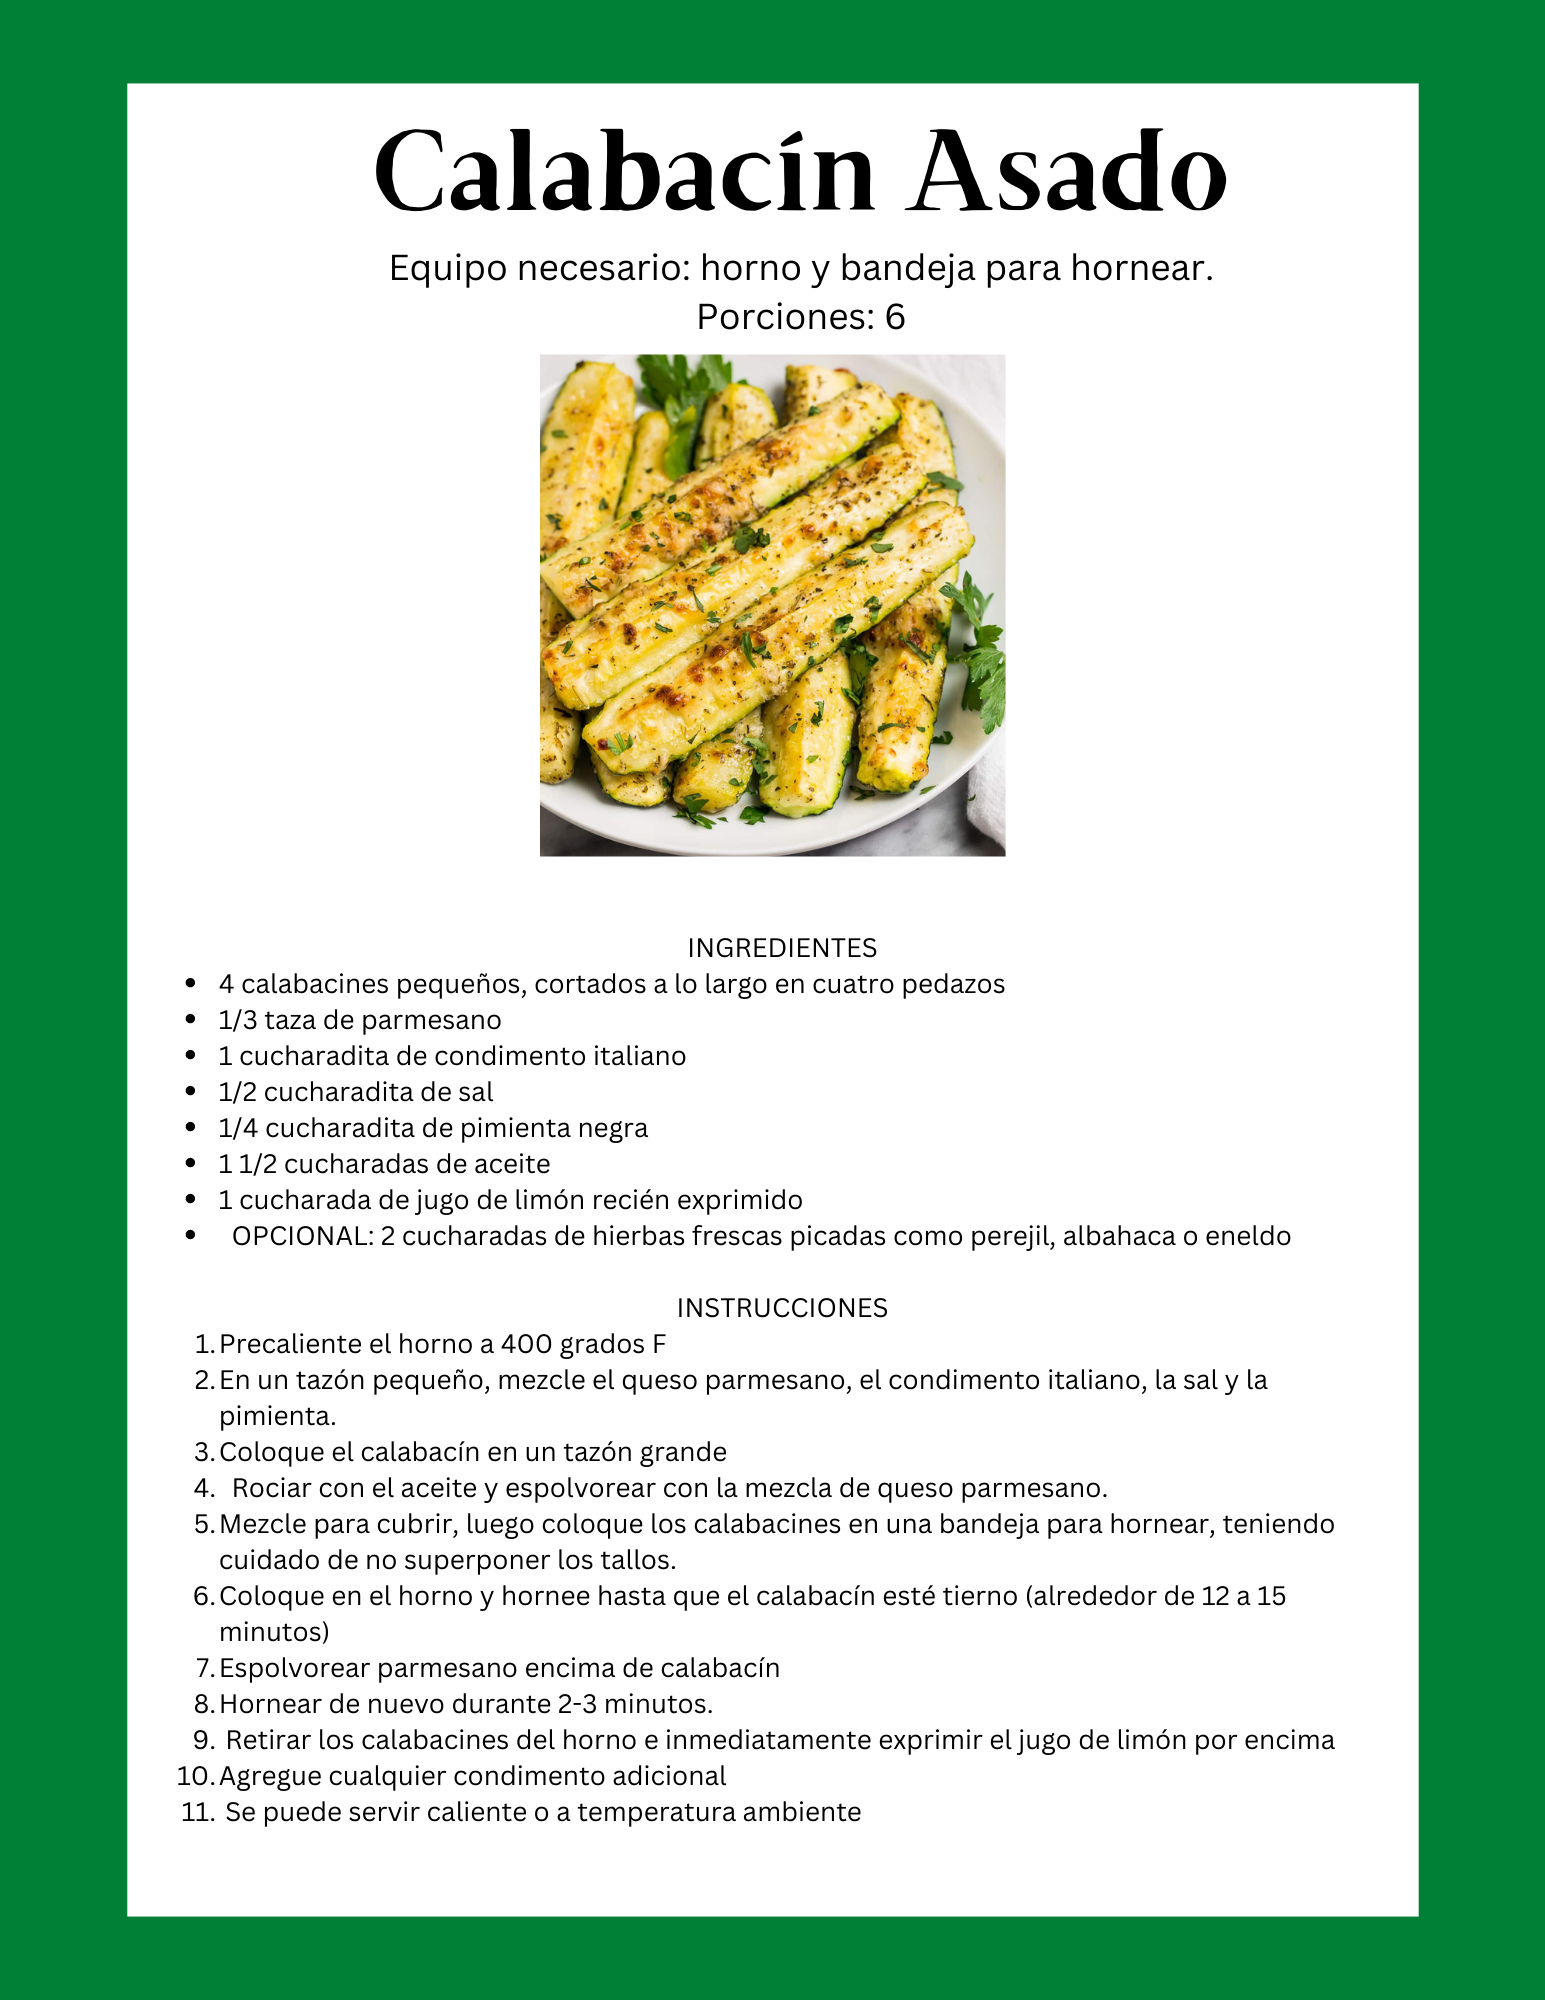 Calabacín Asado
Equipo necesario: horno y bandeja para hornear.
Porciones: 6
INGREDIENTES
• 4 calabacines pequeños, cortados a lo largo en cuatro pedazos
• 1/3 taza de parmesano
• 1 cucharadita de condimento italiano
• 1/2 cucharadita de sal
• 1/4 cucharadita de pimienta negra
• 1 1/2 cucharadas de aceite
• 1 cucharada de jugo de limón recién exprimido
• OPCIONAL: 2 cucharadas de hierbas frescas picadas como perejil, albahaca o eneldo
INSTRUCCIONES
1. Precaliente el horno a 400 grados F
2. En un tazón pequeño, mezcle el queso parmesano, el condimento italiano, la sal y la
pimienta.
3. Coloque el calabacín en un tazón grande
4. Rociar con el aceite y espolvorear con la mezcla de queso parmesano.
5. Mezcle para cubrir, luego coloque los calabacines en una bandeja para hornear, teniendo
cuidado de no superponer los tallos.
6. Coloque en el horno y hornee hasta que el calabacín esté tierno (alrededor de 12 a 15
minutos)
7. Espolvorear parmesano encima de calabacín
8. Hornear de nuevo durante 2-3 minutos.
9. Retirar los calabacines del horno e inmediatamente exprimir el jugo de limón por encima
10. Agregue cualquier condimento adicional
11. Se puede servir caliente o a temperatura ambiente